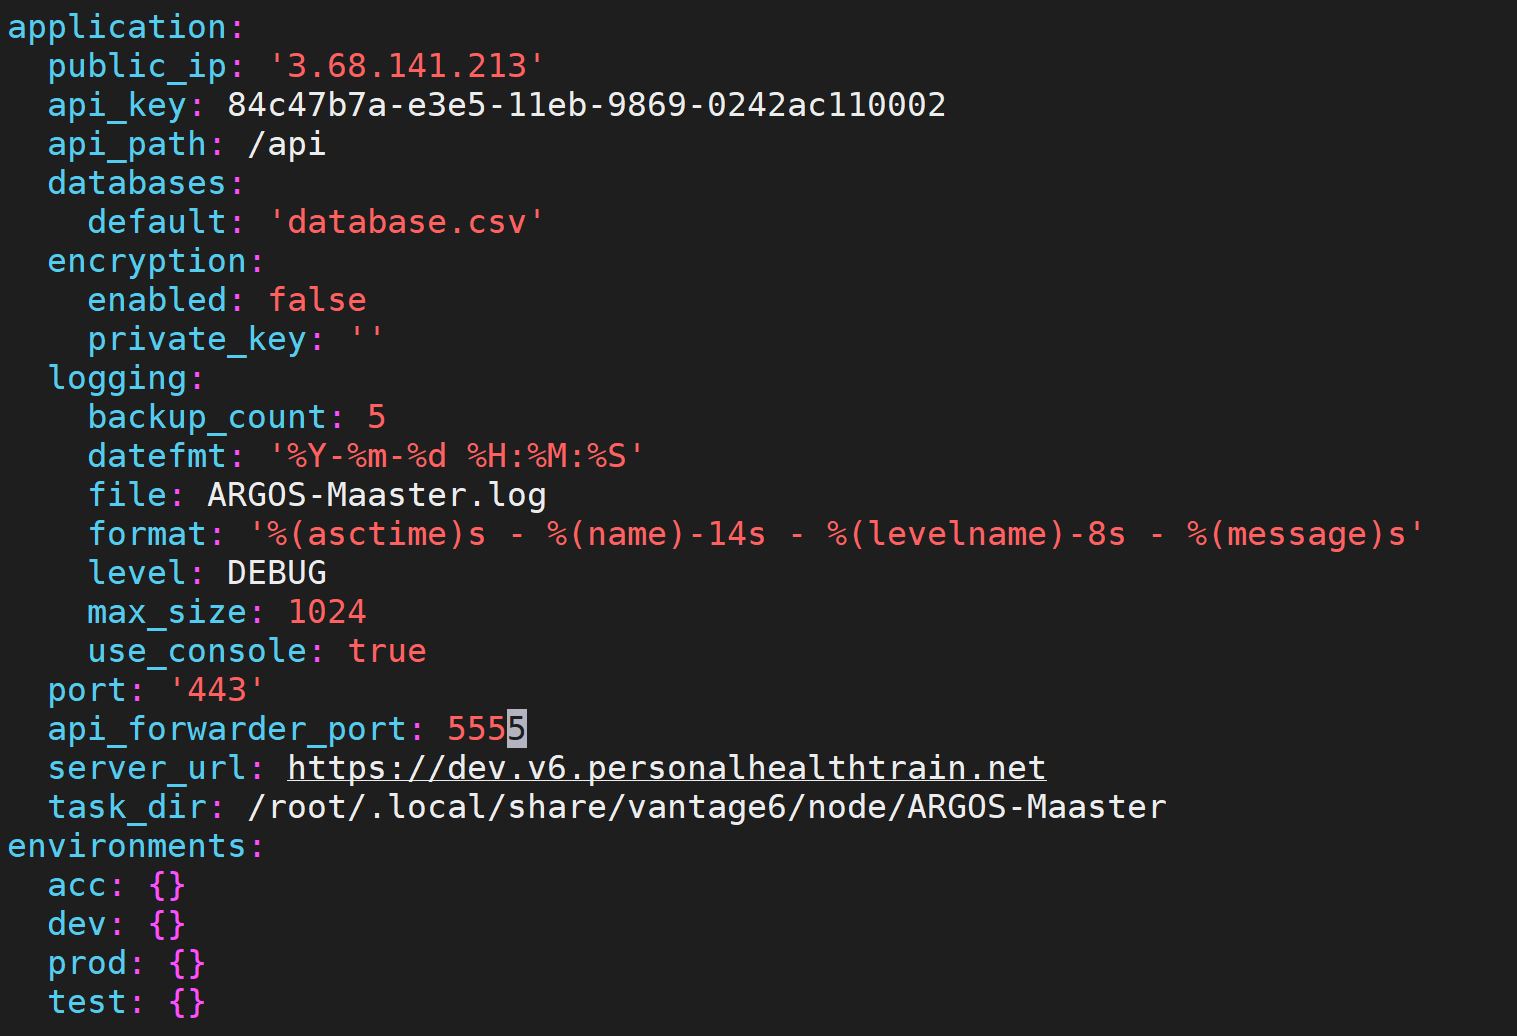 application:
  public_ip: '3.68.141.213'
  api_key: 84c47b7a-e3e5-11eb-9869-0242ac110002
  api_path: /api
  databases:
    default: 'database.csv'
  encryption:
    enabled: false
    private_key: ''
  logging:
    backup_count: 5
    datefmt: '%Y-%m-%d %H:%M:%S'
    file: ARGOS-Maaster.log
    format: '%(asctime)s - %(name)-14s - %(levelname)-8s - %(message)s'
    level: DEBUG
    max_size: 1024
    use_console: true
  port: '443'
  api_forwarder_port: 5555
  server_url: https://dev.v6.personalhealthtrain.net
  task_dir: /root/.local/share/vantage6/node/ARGOS-Maaster
environments:
  acc: {}
  dev: {}
  prod: {}
  test: {}